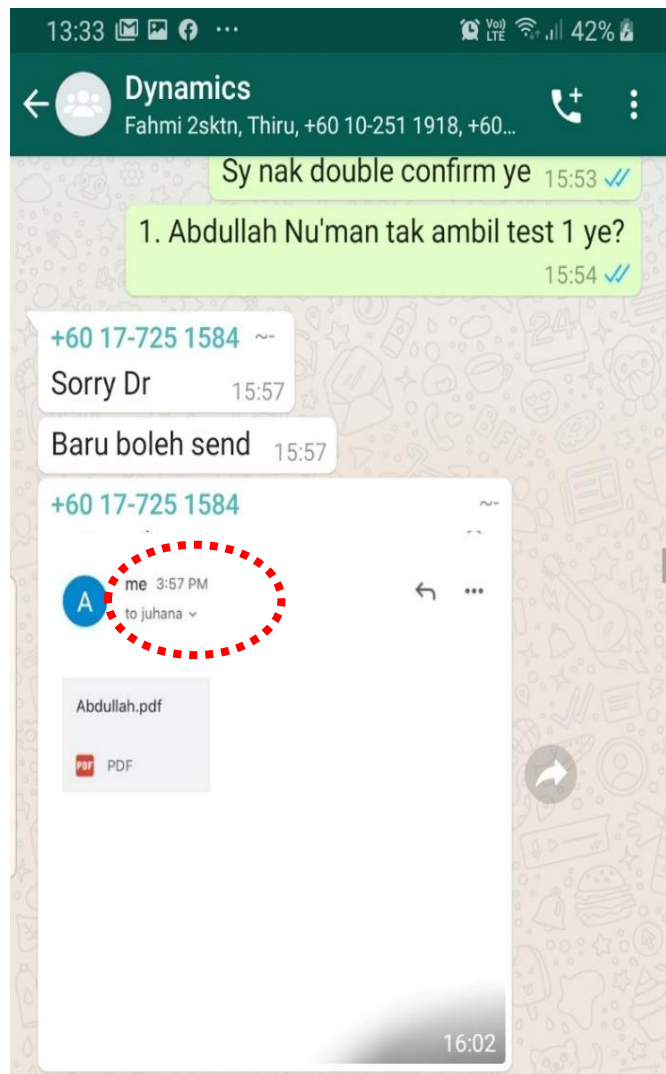 13:33
Vo))
LTE
42%
Dynamics
Fahmi 2sktn, Thiru, +60 10-251 1918, +60...
Sy nak double confirm ye 15:53
1. Abdullah Nu'man tak ambil test 1 ye?
15:54
+60 17-725 1584 ~-
Sorry Dr 15:57
Baru boleh send 15:57
+60 17-725 1584 ~-
A
me 3:57 PM
to juhana
Abdullah.pdf
PDF PDF
16:02